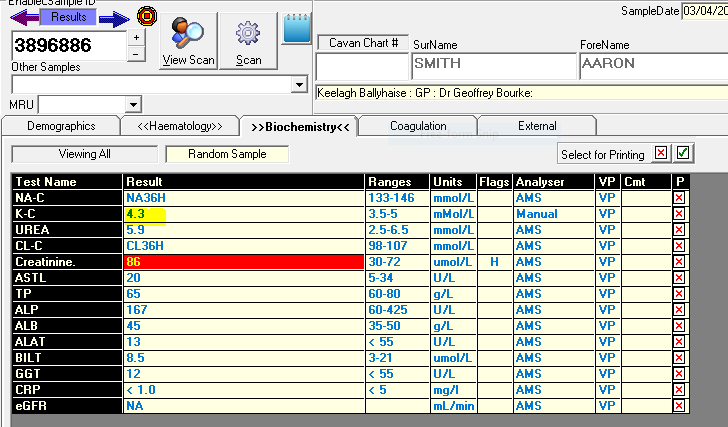 EnableCSample ID
Results
SampleDate 03/04/20
3896886
+
-
View Scan
Scan
Cavan Chart #
SurName
ForeName
SMITH
AARON
Other Samples
MRU
Keelagh Ballyhaise : GP : Dr Geoffrey Bourke:
Demographics
<<Haematology>>
>>Biochemistry<<
Coagulation
External
Viewing All
Random Sample
Select for Printing
Test Name Result Ranges Units Flags Analyser VP Cmt P
NA-C NA36H 133-146 mmol/L AMS VP
K-C 4.3 3.5-5 mMol/L Manual VP
UREA 5.9 2.5-6.5 mmol/L AMS VP
CL-C CL36H 98-107 mmol/L AMS VP
Creatinine. 86 30-72 umol/L H AMS VP
ASTL 20 5-34 U/L AMS VP
TP 65 60-80 g/L AMS VP
ALP 167 60-425 U/L AMS VP
ALB 45 35-50 g/L AMS VP
ALAT 13 < 55 U/L AMS VP
BILT 8.5 3-21 umol/L AMS VP
GGT 12 < 55 U/L AMS VP
CRP < 1.0 < 5 mg/l AMS VP
eGFR NA mL/min AMS VP